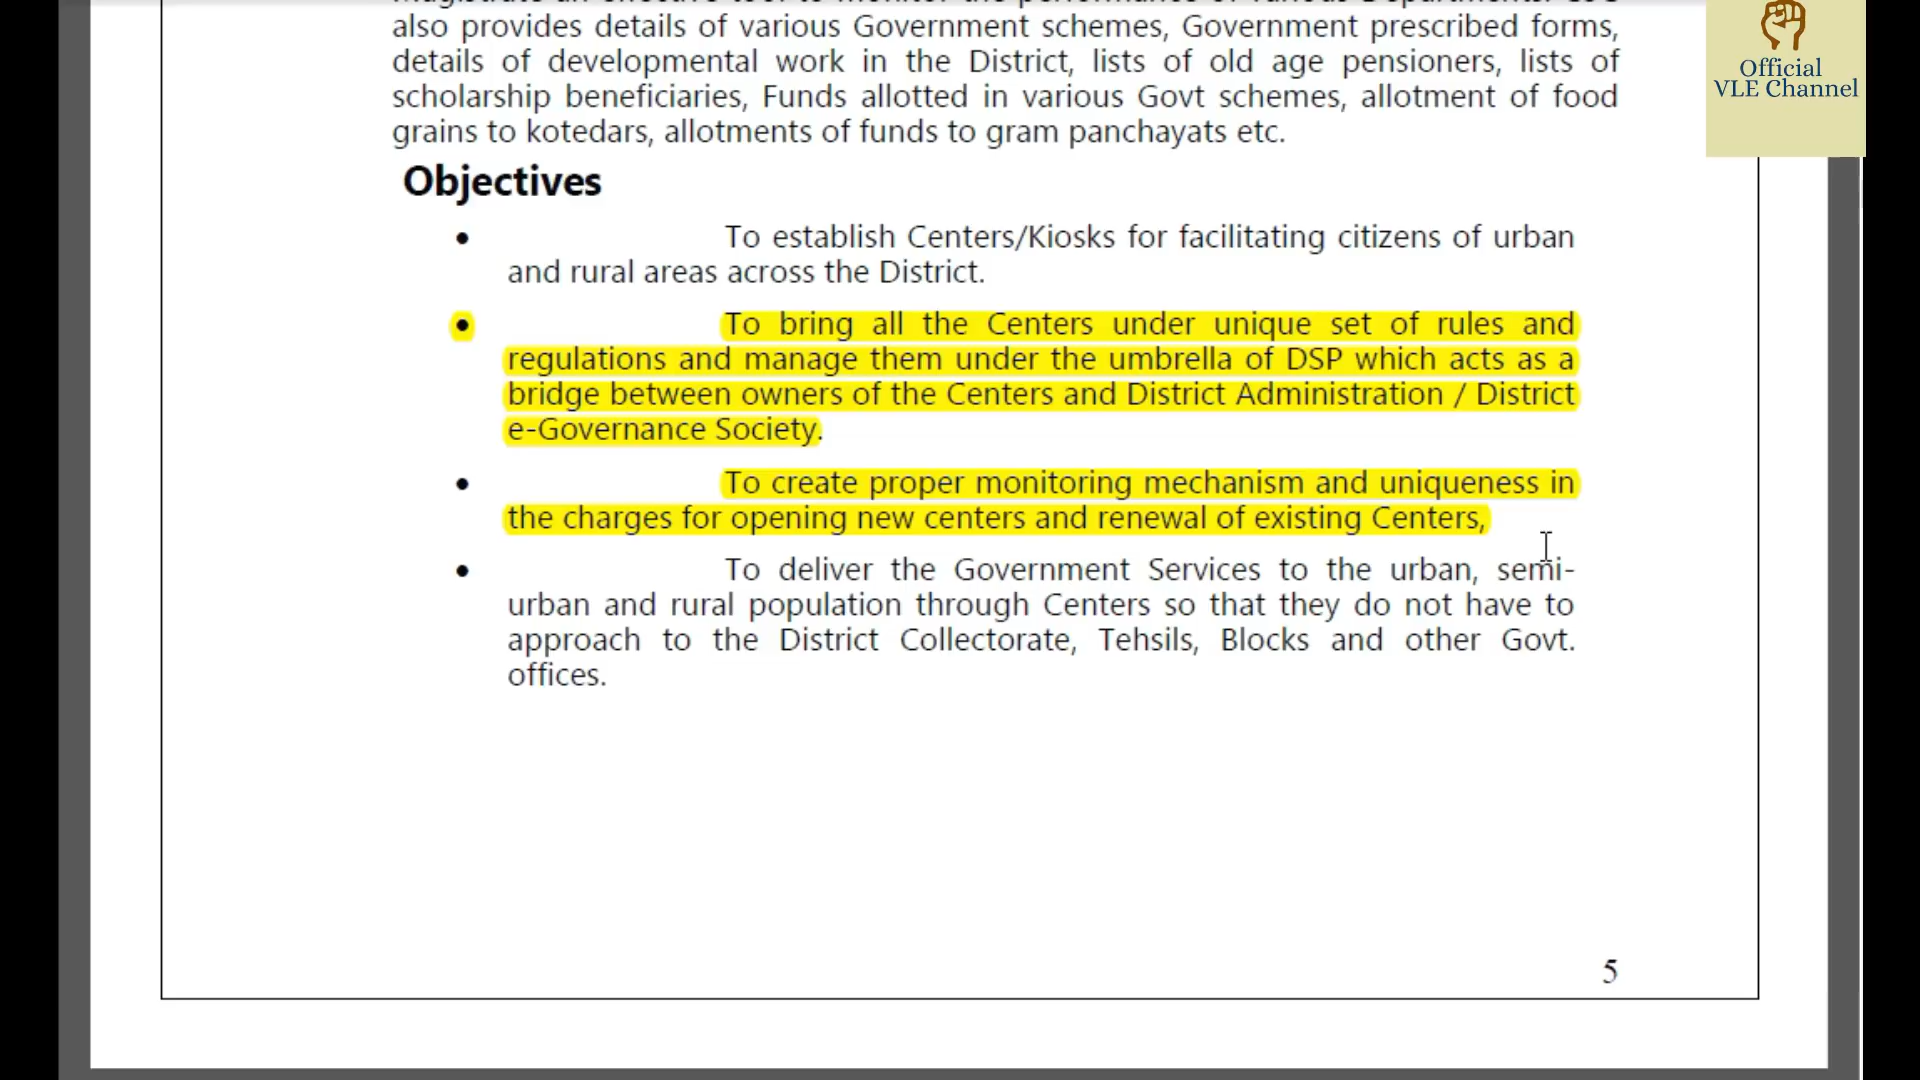 also provides details of various Government schemes, Government prescribed forms,
details of developmental work in the District, lists of old age pensioners, lists of
scholarship beneficiaries, Funds allotted in various Govt schemes, allotment of food
grains to kotedars, allotments of funds to gram panchayats etc.
Objectives
• To establish Centers/Kiosks for facilitating citizens of urban
and rural areas across the District.
• To bring all the Centers under unique set of rules and
regulations and manage them under the umbrella of DSP which acts as a
bridge between owners of the Centers and District Administration / District
e-Governance Society.
• To create proper monitoring mechanism and uniqueness in
the charges for opening new centers and renewal of existing Centers,
• To deliver the Government Services to the urban, semi-
urban and rural population through Centers so that they do not have to
approach to the District Collectorate, Tehsils, Blocks and other Govt.
offices.
5
Official
VLE Channel